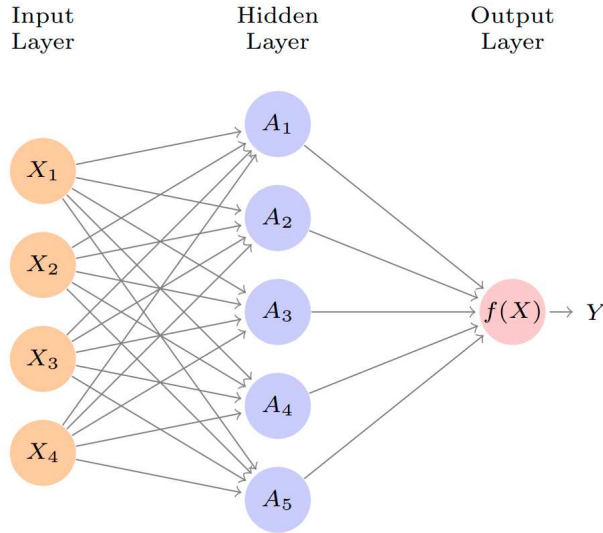 Input
Layer
Hidden
Layer
Output
Layer
X₁
X₂
X₃
X₄
A₁
A₂
A₃
A₄
A₅
f(X)
Y